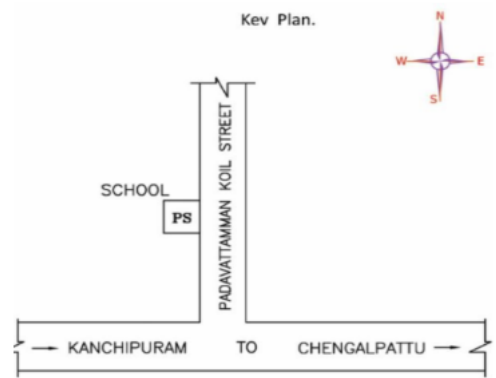 Kev Plan.
N
W E
S
SCHOOL
PS
PADAVATTAMMAN KOIL STREET
KANCHIPURAM TO CHENGALPATTU